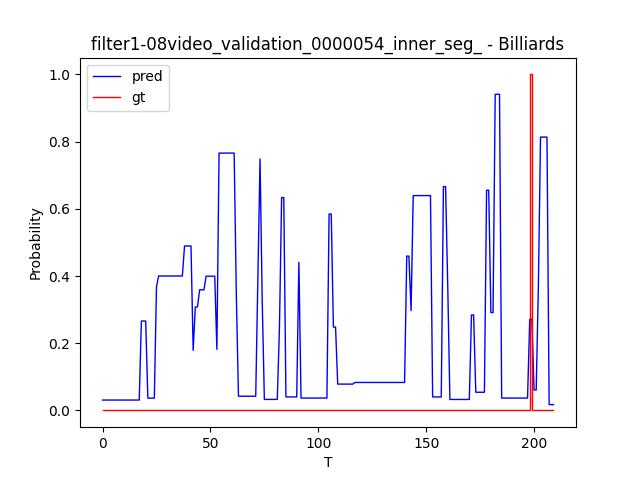 filter1-08video_validation_0000054_inner_seg_ - Billiards
pred
gt
Probability
1.0
0.8
0.6
0.4
0.2
0.0
0
50
100
150
200
T